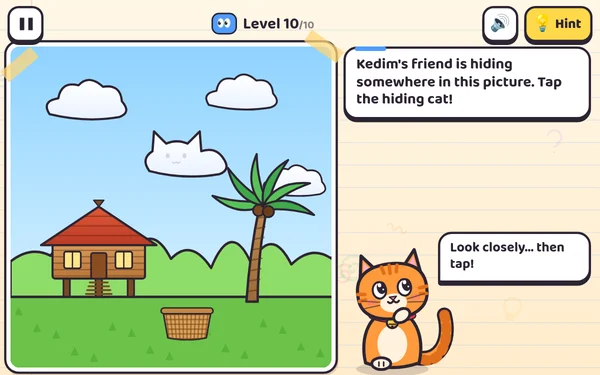 Level 10/10
Hint
Kedim's friend is hiding
somewhere in this picture. Tap
the hiding cat!
Look closely... then
tap!